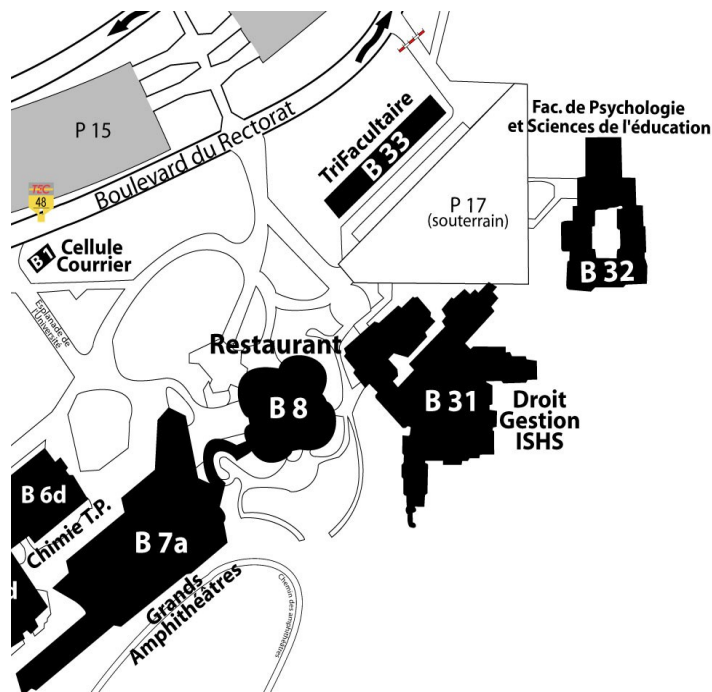 P 15
Boulevard du Rectorat
TEC
48
B 1
Cellule
Courrier
Esplanade de
l'Université
TriFacultaire
B 33
Fac. de Psychologie
et Sciences de l'éducation
P 17
(souterrain)
B 32
Restaurant
B 8
B 31
Droit
Gestion
ISHS
B 6d
Chimie T.P.
B 7a
d
Grands
Amphithéâtres
Chemin des amphithéâtres